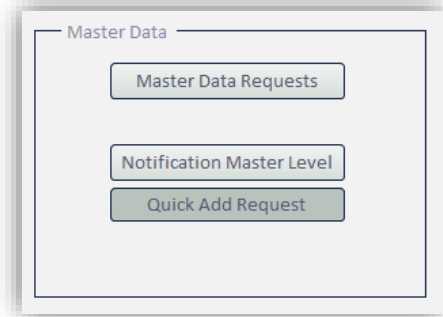 Master Data
Master Data Requests
Notification Master Level
Quick Add Request